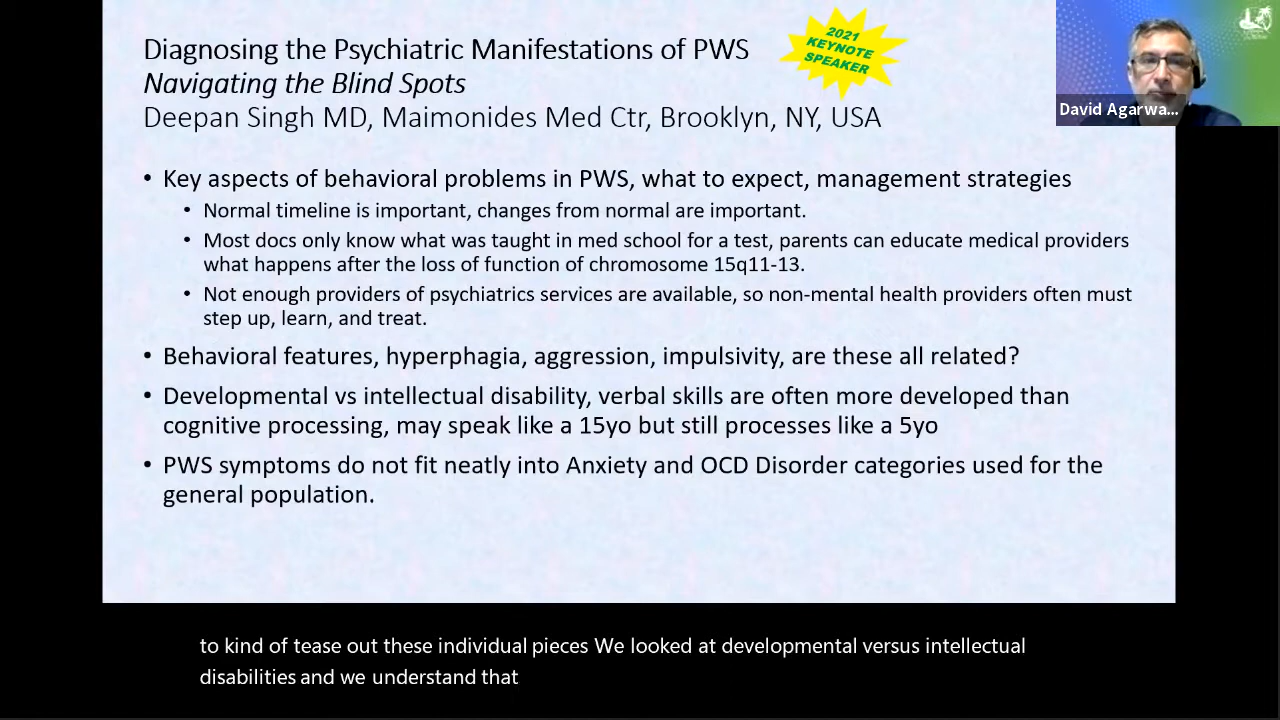 Diagnosing the Psychiatric Manifestations of PWS
Navigating the Blind Spots
Deepan Singh MD, Maimonides Med Ctr, Brooklyn, NY, USA
2021
KEYNOTE
SPEAKER
David Agarwa...
• Key aspects of behavioral problems in PWS, what to expect, management strategies
• Normal timeline is important, changes from normal are important.
• Most docs only know what was taught in med school for a test, parents can educate medical providers
what happens after the loss of function of chromosome 15q11-13.
• Not enough providers of psychiatrics services are available, so non-mental health providers often must
step up, learn, and treat.
• Behavioral features, hyperphagia, aggression, impulsivity, are these all related?
• Developmental vs intellectual disability, verbal skills are often more developed than
cognitive processing, may speak like a 15yo but still processes like a 5yo
• PWS symptoms do not fit neatly into Anxiety and OCD Disorder categories used for the
general population.
to kind of tease out these individual pieces We looked at developmental versus intellectual
disabilities and we understand that